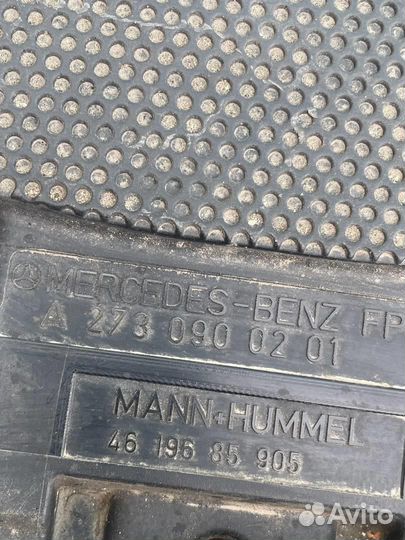 MERCEDES-BENZ FP
A 273 090 02 01
MANN+HUMMEL
46 196 85 905
Avito